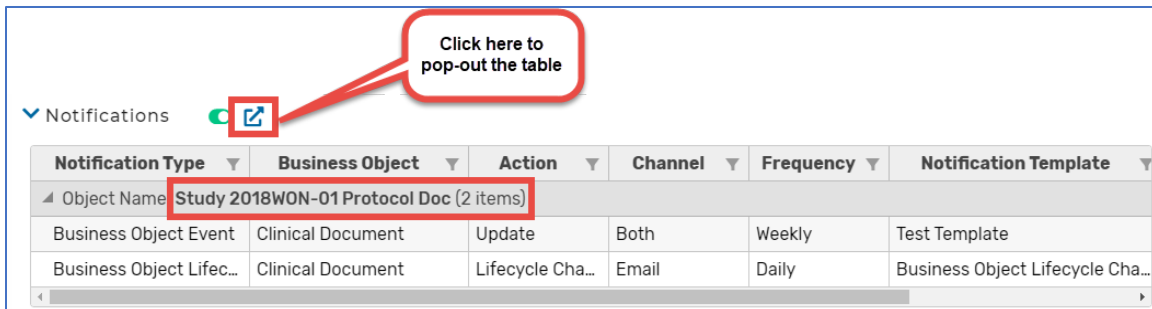 Click here to
pop-out the table
Notifications
Notification Type Business Object Action Channel Frequency Notification Template
Object Name: Study 2018WON-01 Protocol Doc (2 items)
Business Object Event Clinical Document Update Both Weekly Test Template
Business Object Lifec... Clinical Document Lifecycle Cha... Email Daily Business Object Lifecycle Cha...